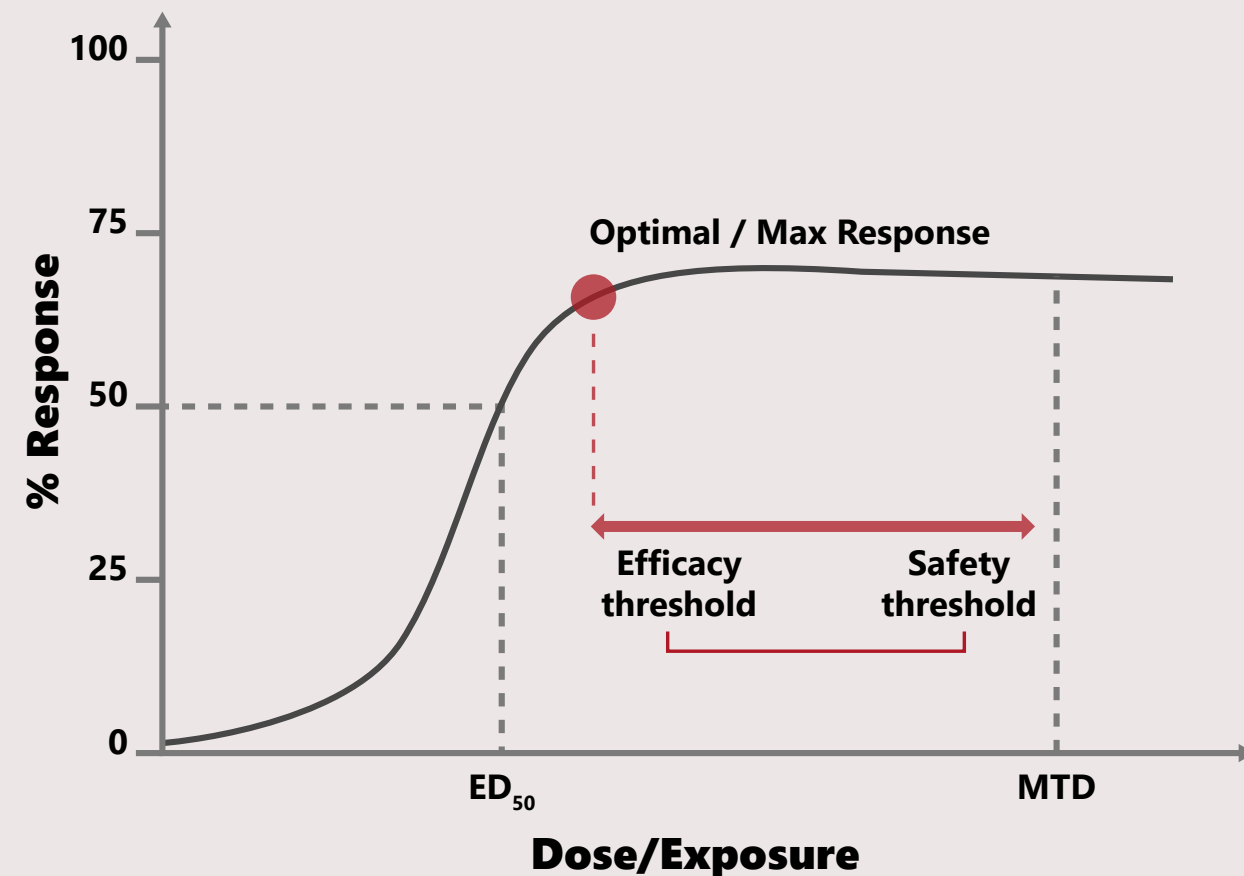 100
75
50
25
0
% Response
Optimal / Max Response
Efficacy
threshold
Safety
threshold
ED50
MTD
Dose/Exposure